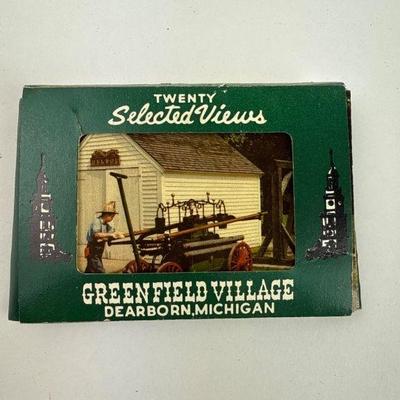 TWENTY
Selected Views
GREENFIELD VILLAGE
DEARBORN, MICHIGAN